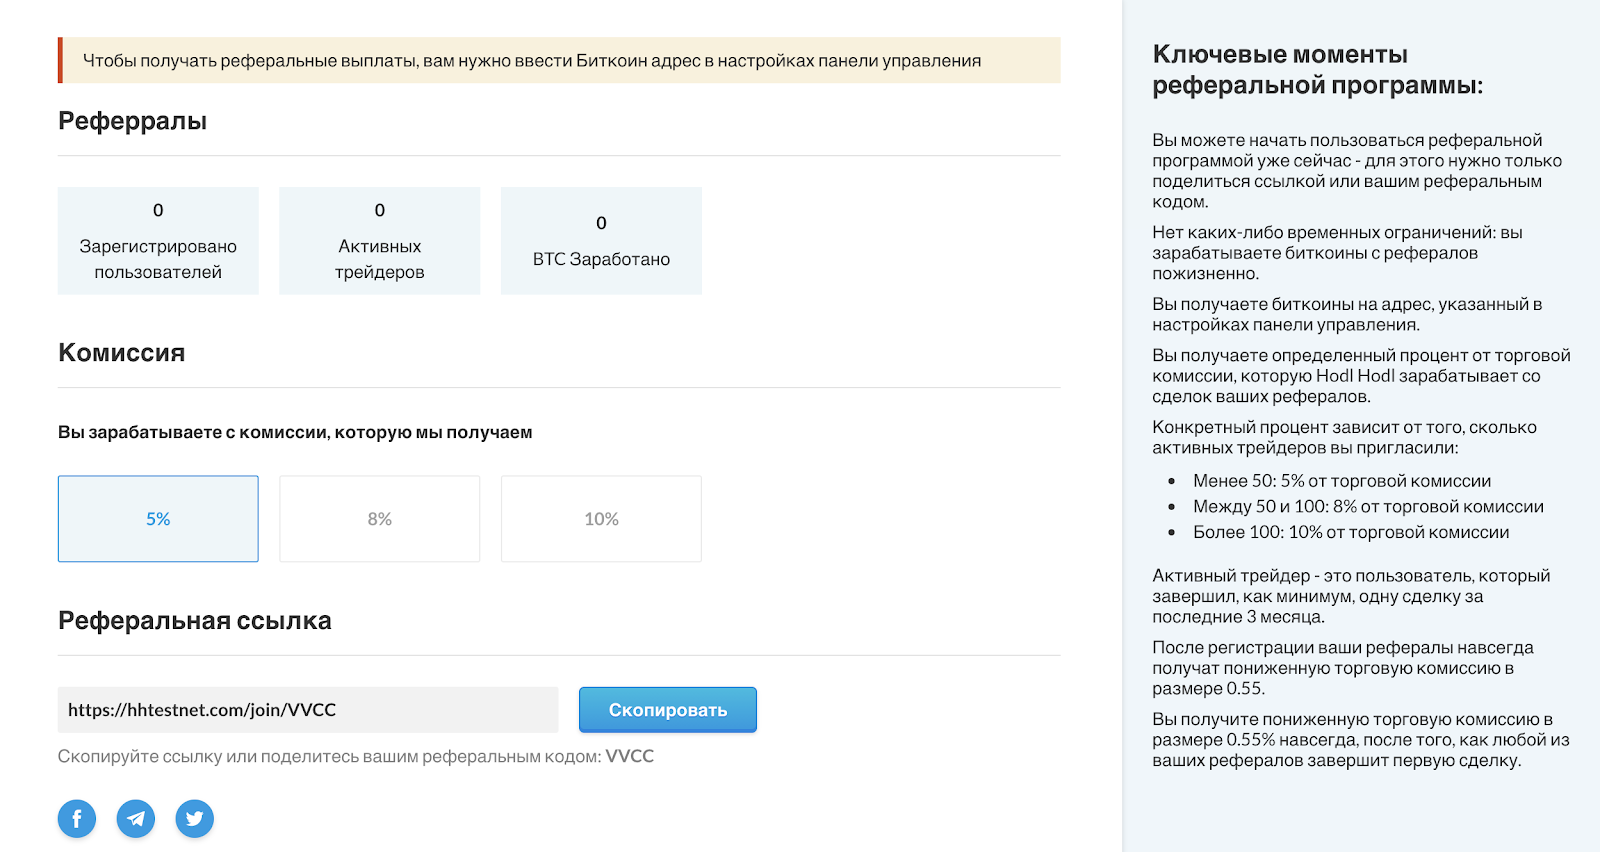 Чтобы получать реферальные выплаты, вам нужно ввести Биткоин адрес в настройках панели управления
Реферралы
0
Зарегистрировано
пользователей
0
Активных
трейдеров
0
BTC Заработано
Комиссия
Вы зарабатываете с комиссии, которую мы получаем
5%
8%
10%
Реферальная ссылка
https://hhtestnet.com/join/VVCC
Скопировать
Скопируйте ссылку или поделитесь вашим реферальным кодом: VVCC
Ключевые моменты
реферальной программы:
Вы можете начать пользоваться реферальной
программой уже сейчас - для этого нужно только
поделиться ссылкой или вашим реферальным
кодом.
Нет каких-либо временных ограничений: вы
зарабатываете биткоины с рефералов
пожизненно.
Вы получаете биткоины на адрес, указанный в
настройках панели управления.
Вы получаете определенный процент от торговой
комиссии, которую Hodl Hodl зарабатывает со
сделок ваших рефералов.
Конкретный процент зависит от того, сколько
активных трейдеров вы пригласили:
• Менее 50: 5% от торговой комиссии
• Между 50 и 100: 8% от торговой комиссии
• Более 100: 10% от торговой комиссии
Активный трейдер - это пользователь, который
завершил, как минимум, одну сделку за
последние 3 месяца.
После регистрации ваши рефералы навсегда
получат пониженную торговую комиссию в
размере 0.55.
Вы получите пониженную торговую комиссию в
размере 0.55% навсегда, после того, как любой из
ваших рефералов завершит первую сделку.